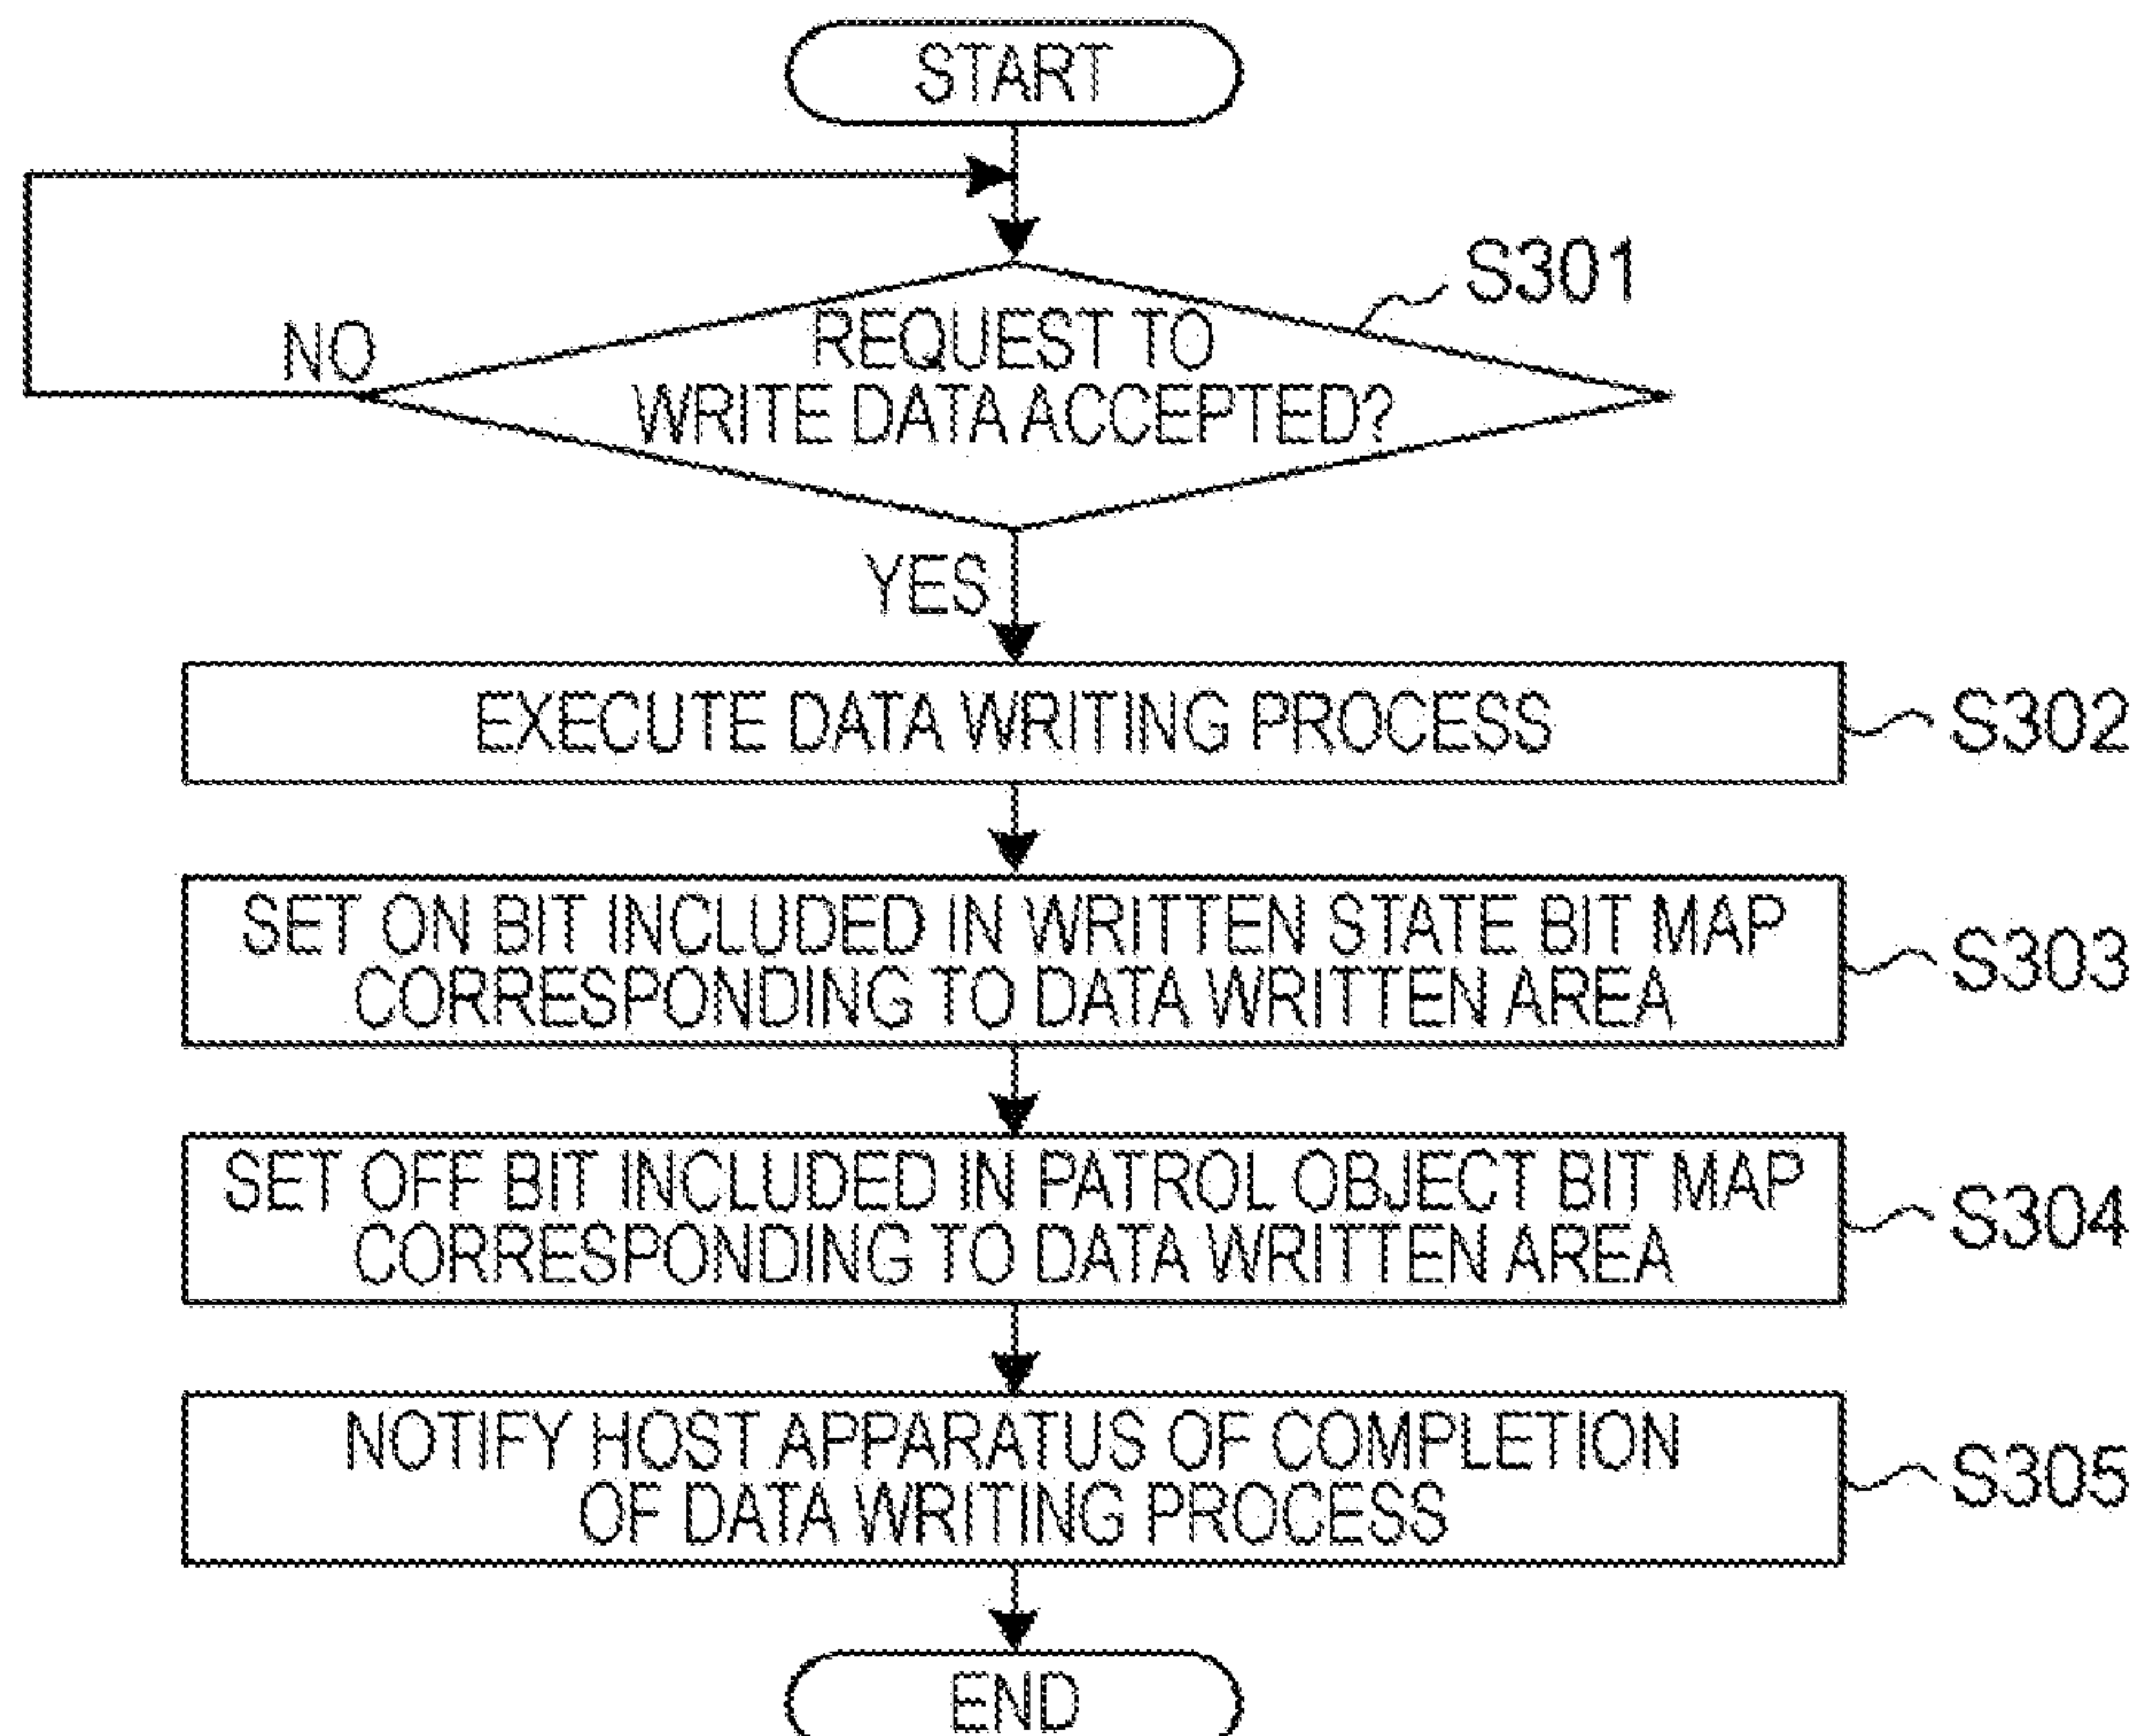 START
S301
REQUEST TO
NO
WRITE DATA ACCEPTED?
YES
EXECUTE DATA WRITING PROCESS
S302
SET ON BIT INCLUDED IN WRITTEN STATE BIT MAP
CORRESPONDING TO DATA WRITTEN AREA
S303
SET OFF BIT INCLUDED IN PATROL OBJECT BIT MAP
CORRESPONDING TO DATA WRITTEN AREA
S304
NOTIFY HOST APPARATUS OF COMPLETION
OF DATA WRITING PROCESS
S305
END